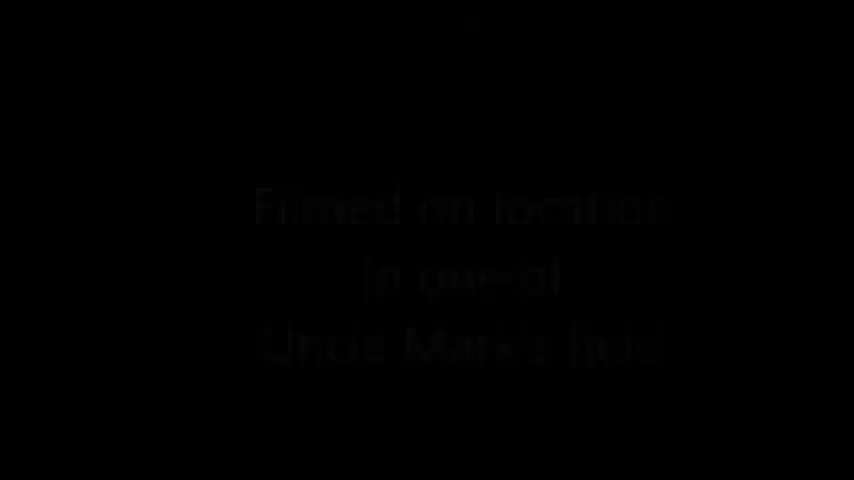 Filmed on location
in one of
Uncle Mark's field